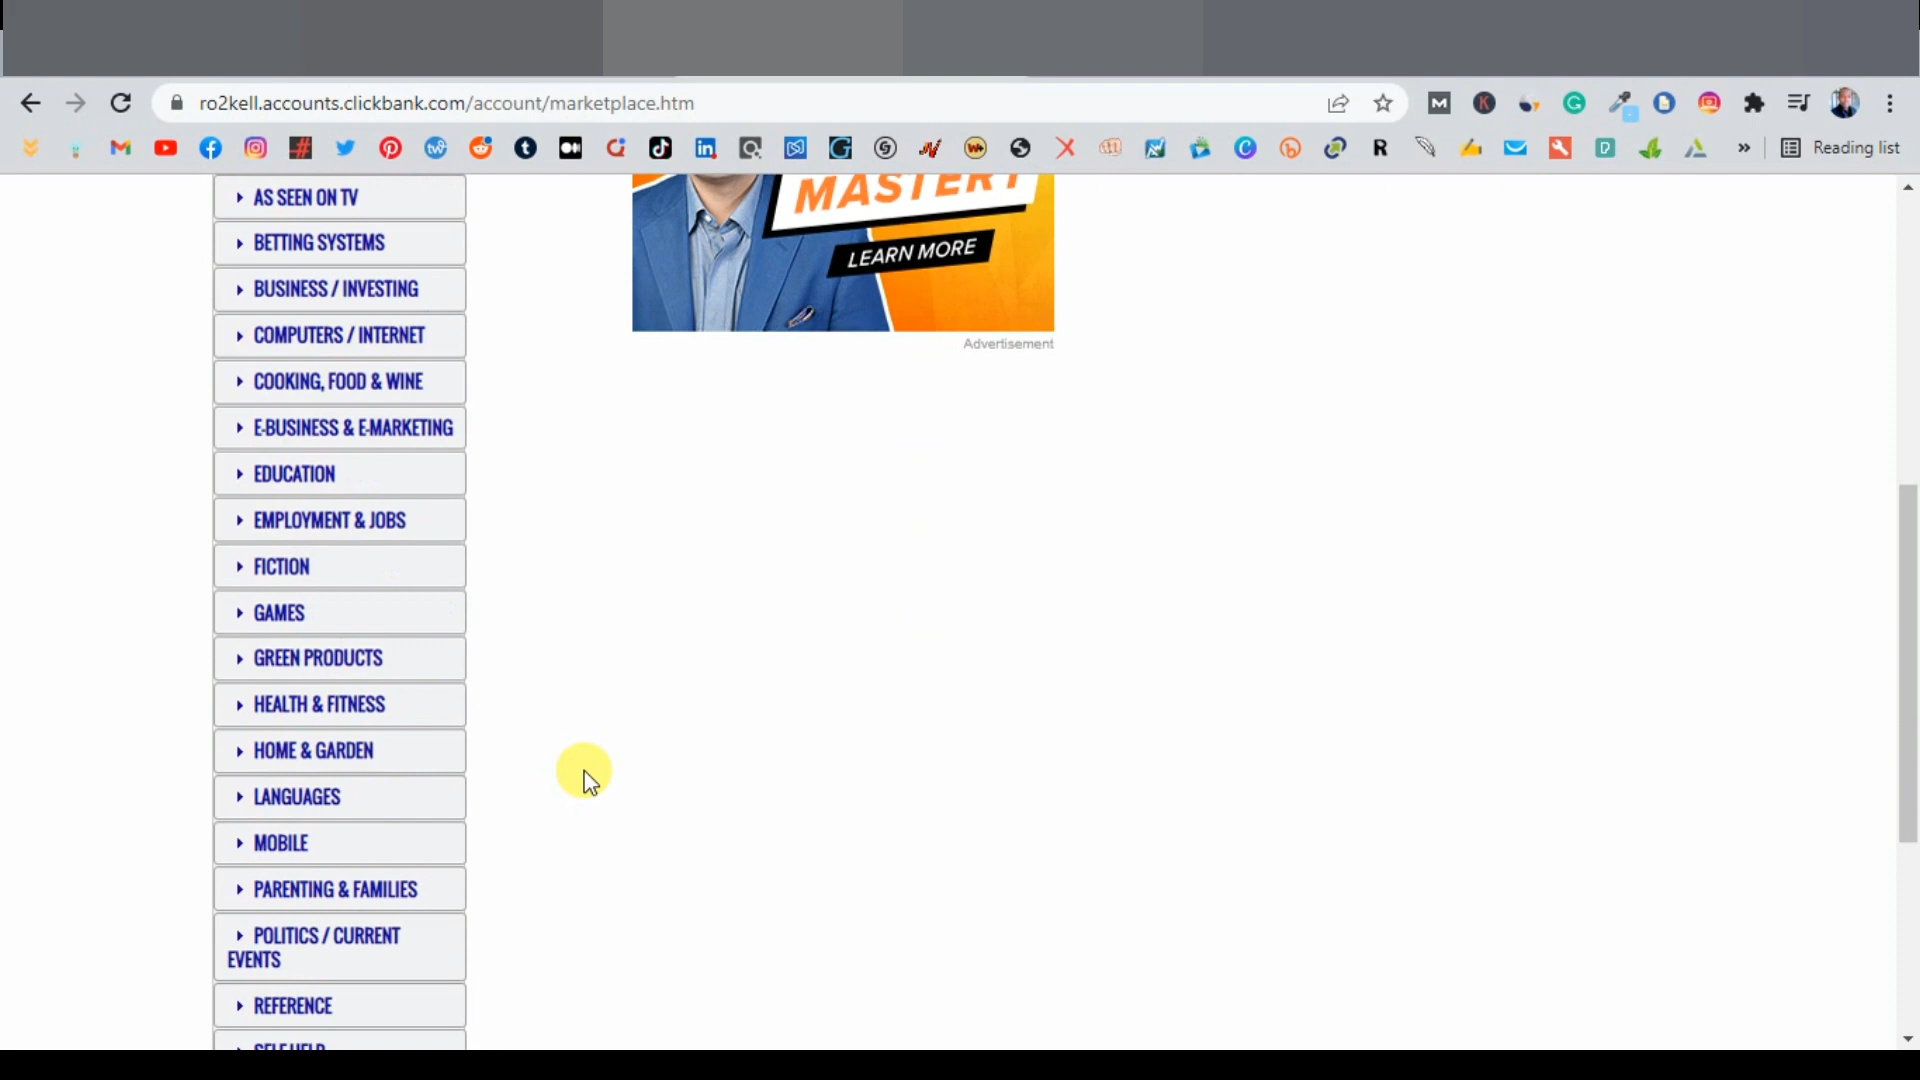 ro2kell.accounts.clickbank.com/account/marketplace.htm
Reading list
AS SEEN ON TV
BETTING SYSTEMS
BUSINESS / INVESTING
COMPUTERS / INTERNET
COOKING, FOOD & WINE
E-BUSINESS & E-MARKETING
EDUCATION
EMPLOYMENT & JOBS
FICTION
GAMES
GREEN PRODUCTS
HEALTH & FITNESS
HOME & GARDEN
LANGUAGES
MOBILE
PARENTING & FAMILIES
POLITICS / CURRENT
EVENTS
REFERENCE
SELF-HELP
MASTERY
LEARN MORE
Advertisement